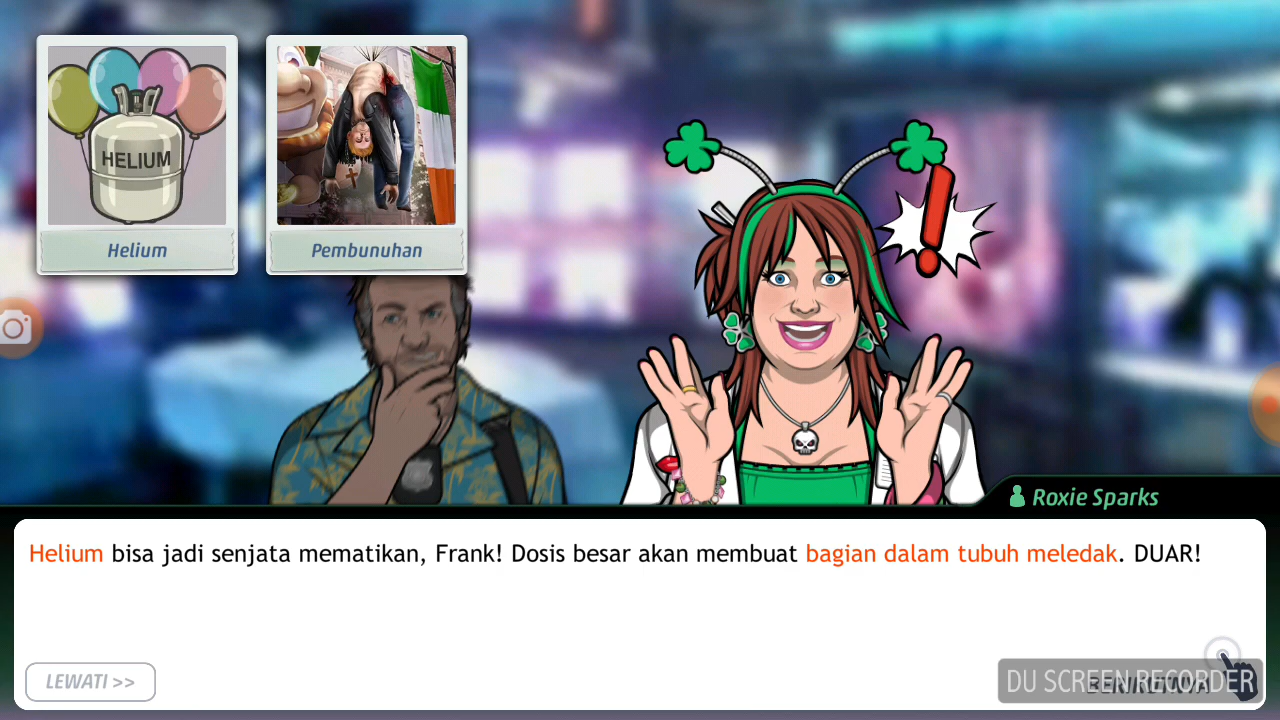 HELIUM
Helium
Pembunuhan
Roxie Sparks
Helium bisa jadi senjata mematikan, Frank! Dosis besar akan membuat bagian dalam tubuh meledak. DUAR!
LEWATI >>
BERIKUTNYA
DU SCREEN RECORDER